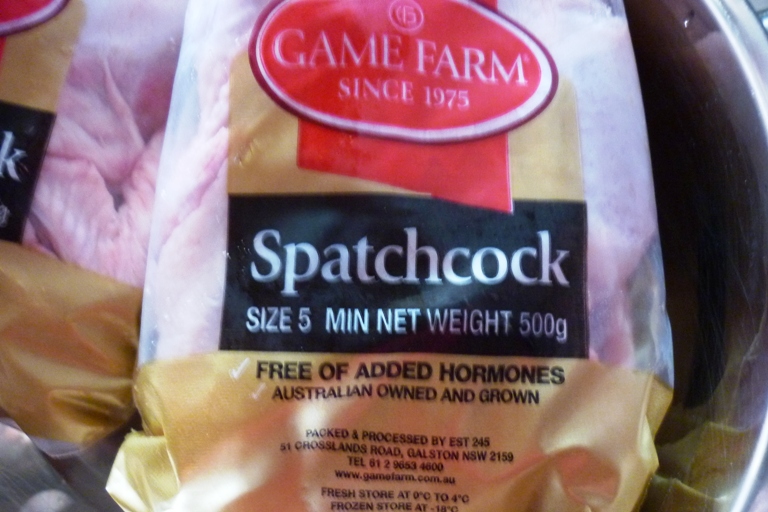 GAME FARM
SINCE 1975
k
Spatchcock
SIZE 5 MIN NET WEIGHT 500g
FREE OF ADDED HORMONES
AUSTRALIAN OWNED AND GROWN
PACKED & PROCESSED BY EST 245
51 CROSSLANDS ROAD, GALSTON NSW 2159
TEL 61 2 9653 4600
www.gamefarm.com.au
FRESH STORE AT 0°C TO 4°C
FROZEN STORE AT -18°C